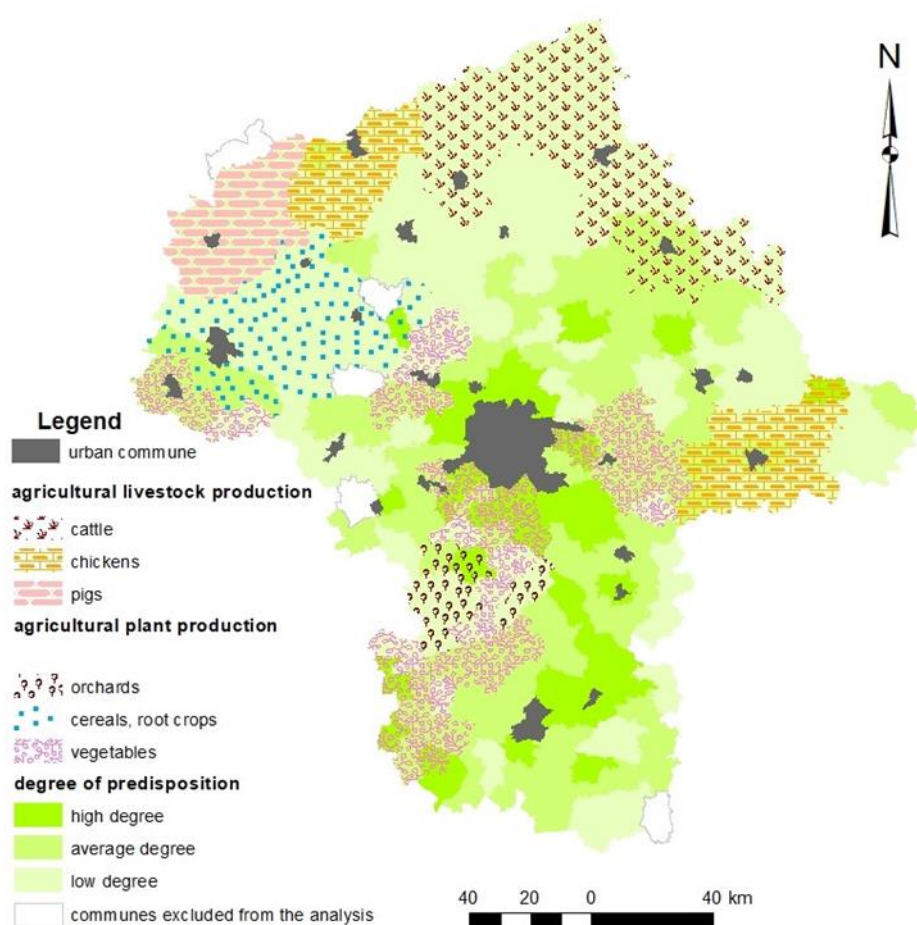 N
Legend
urban commune
agricultural livestock production
cattle
chickens
pigs
agricultural plant production
orchards
cereals, root crops
vegetables
degree of predisposition
high degree
average degree
low degree
communes excluded from the analysis
40 20 0 40 km